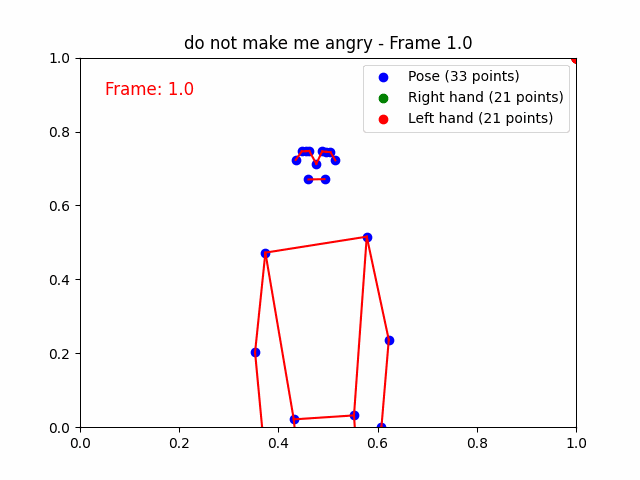 do not make me angry - Frame 1.0
Frame: 1.0
Pose (33 points)
Right hand (21 points)
Left hand (21 points)
1.0
0.8
0.6
0.4
0.2
0.0
0.0 0.2 0.4 0.6 0.8 1.0